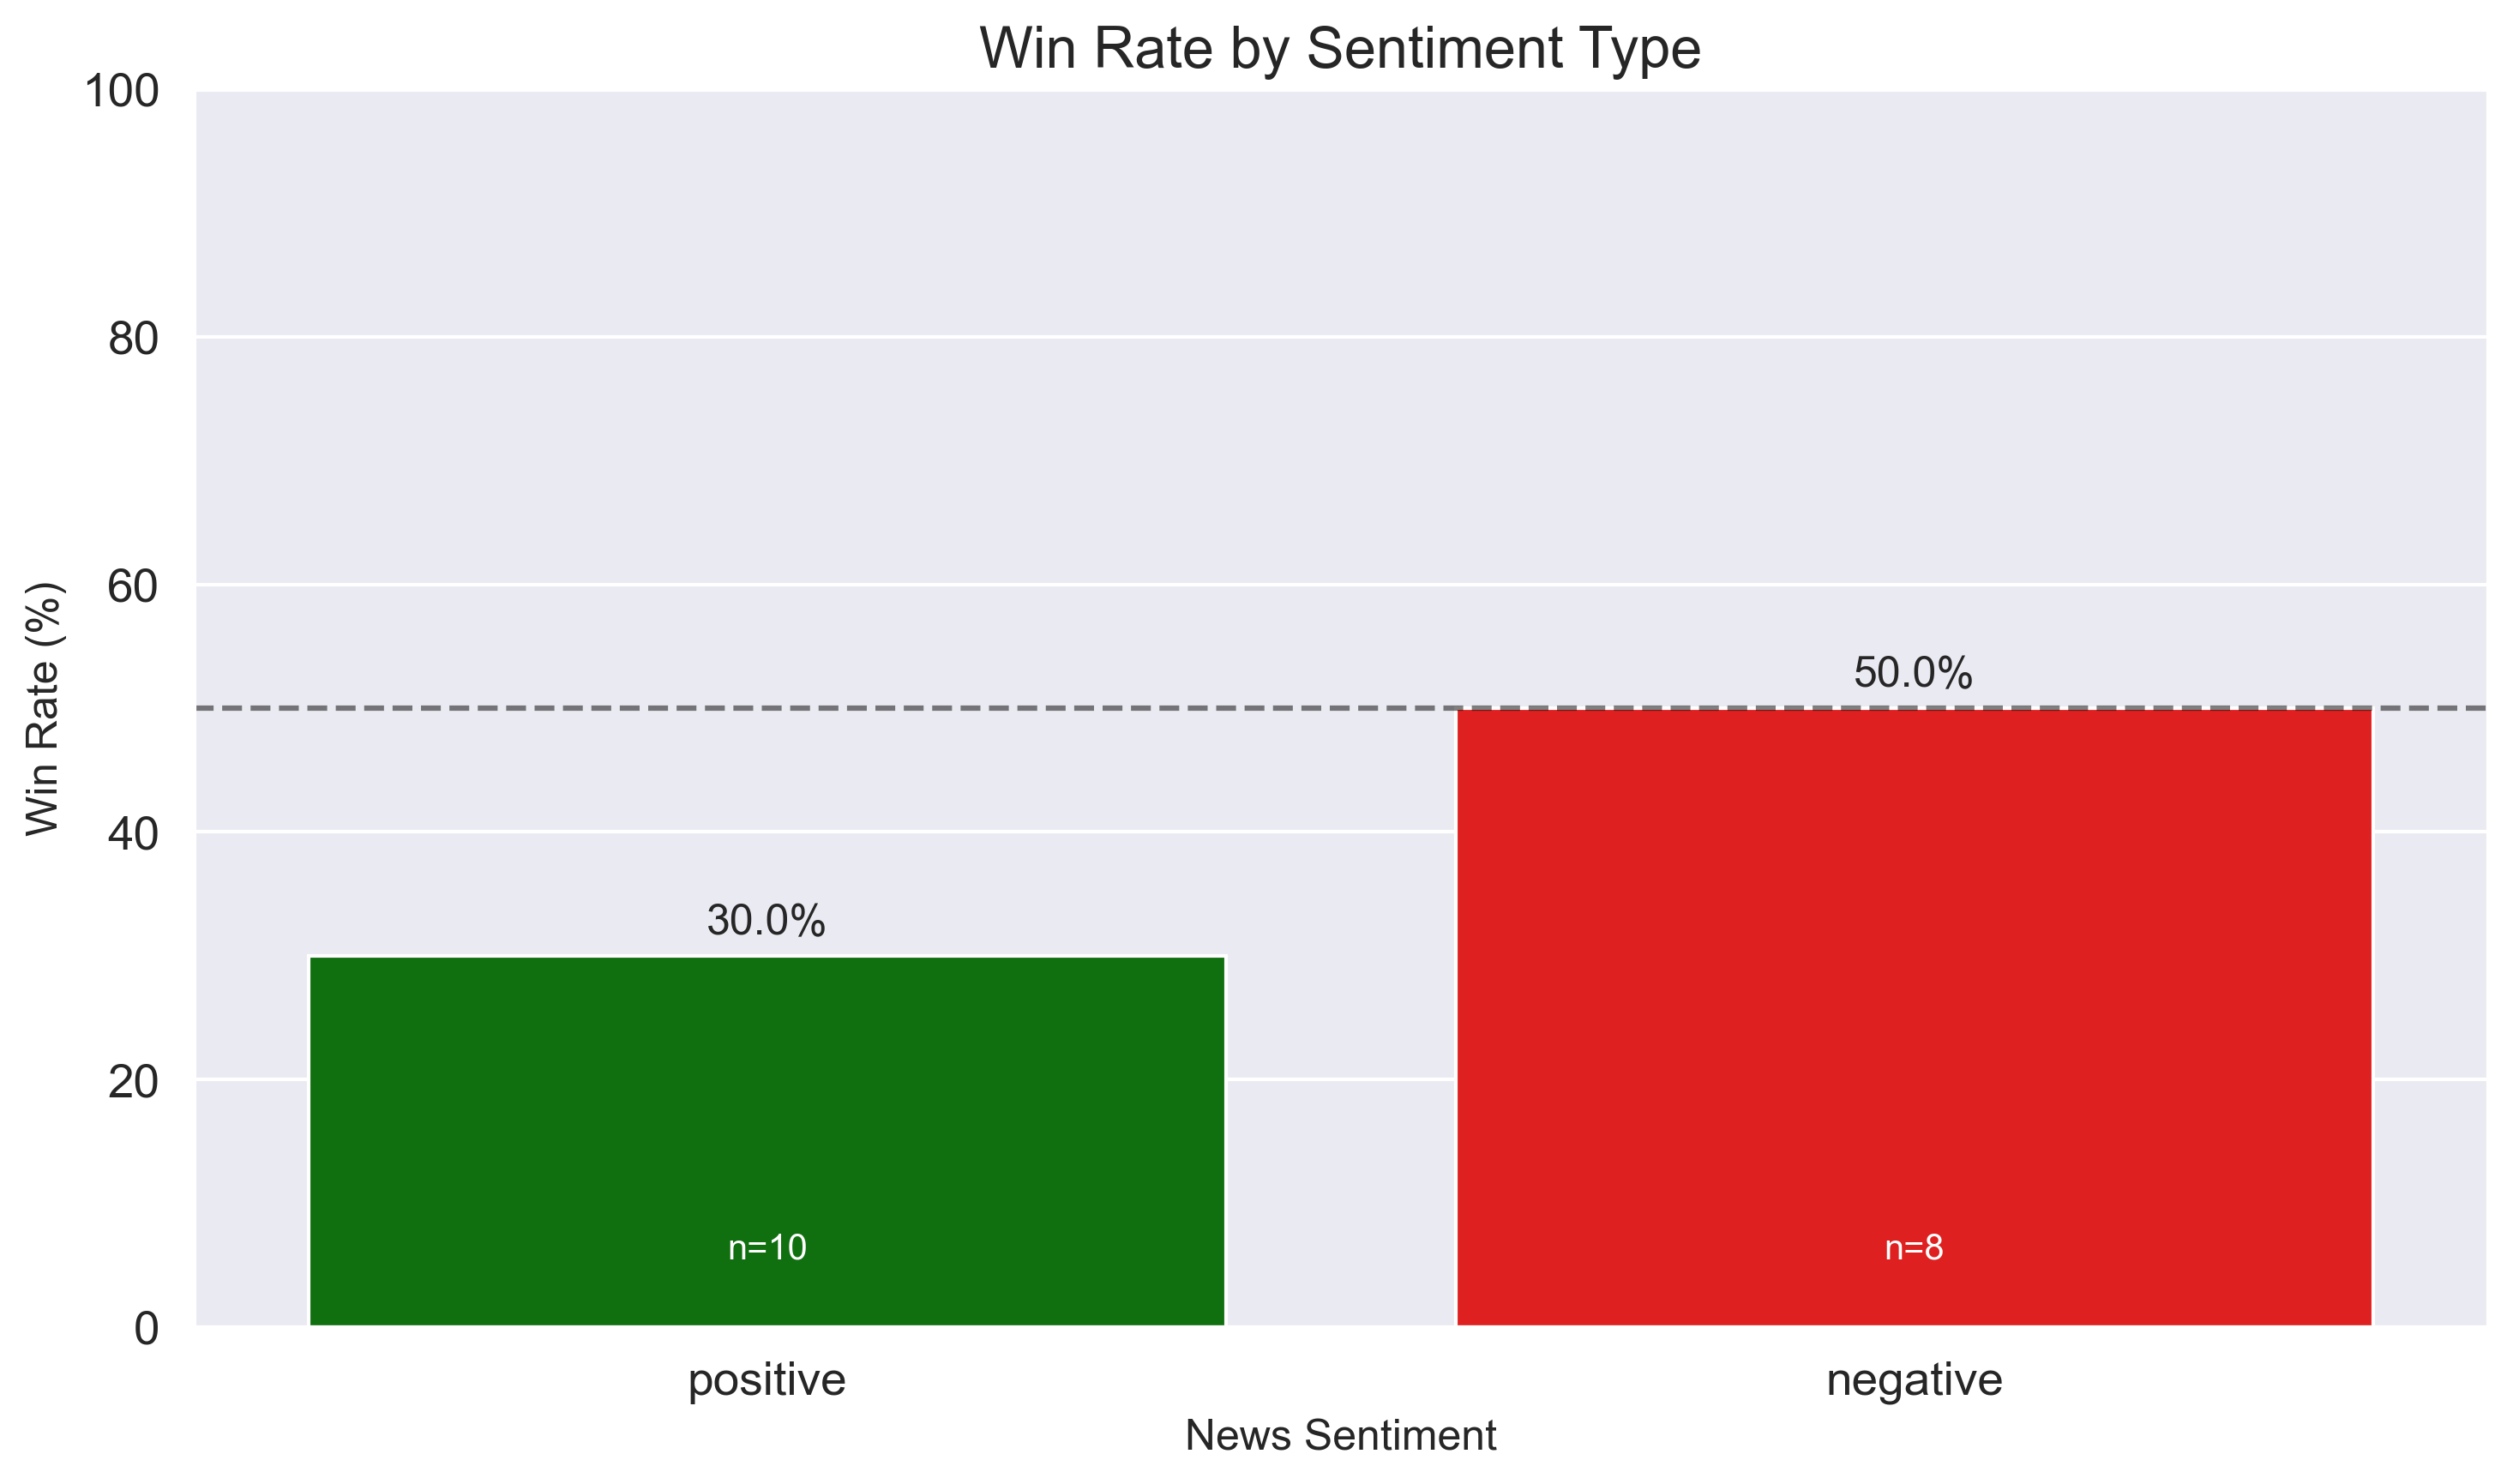 Win Rate by Sentiment Type
100
80
60
40
20
0
Win Rate (%)
30.0%
50.0%
n=10
n=8
positive
negative
News Sentiment